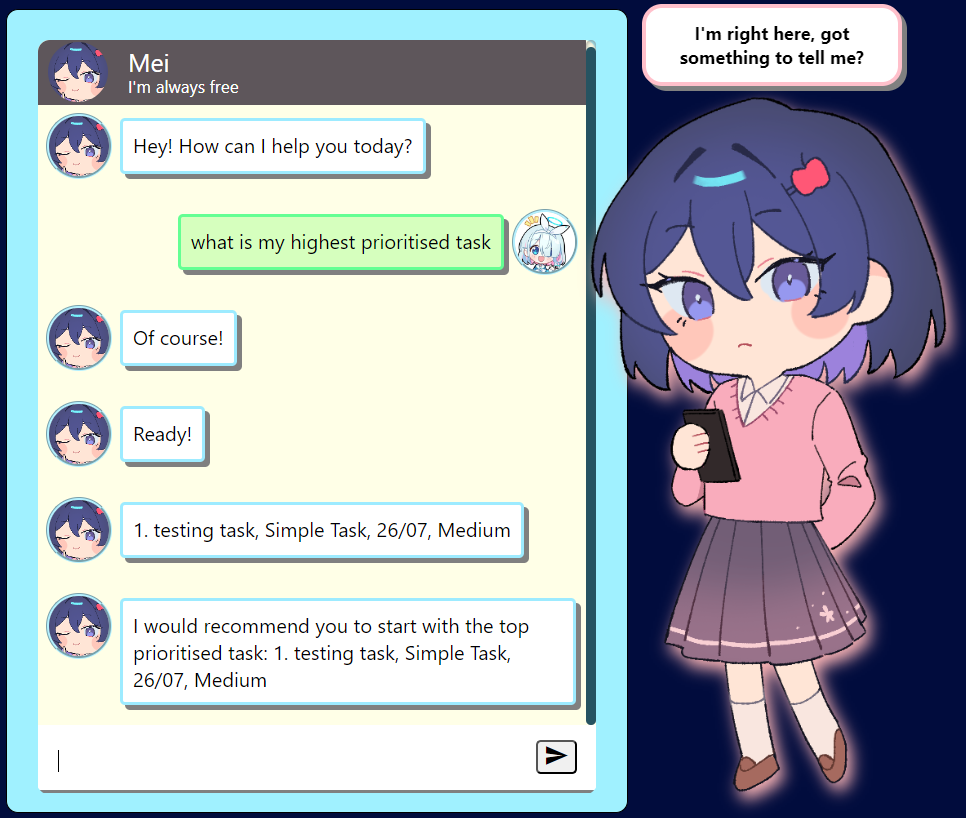 Mei
I'm always free
Hey! How can I help you today?
what is my highest prioritised task
Of course!
Ready!
1. testing task, Simple Task, 26/07, Medium
I would recommend you to start with the top
prioritised task: 1. testing task, Simple Task,
26/07, Medium
I'm right here, got
something to tell me?